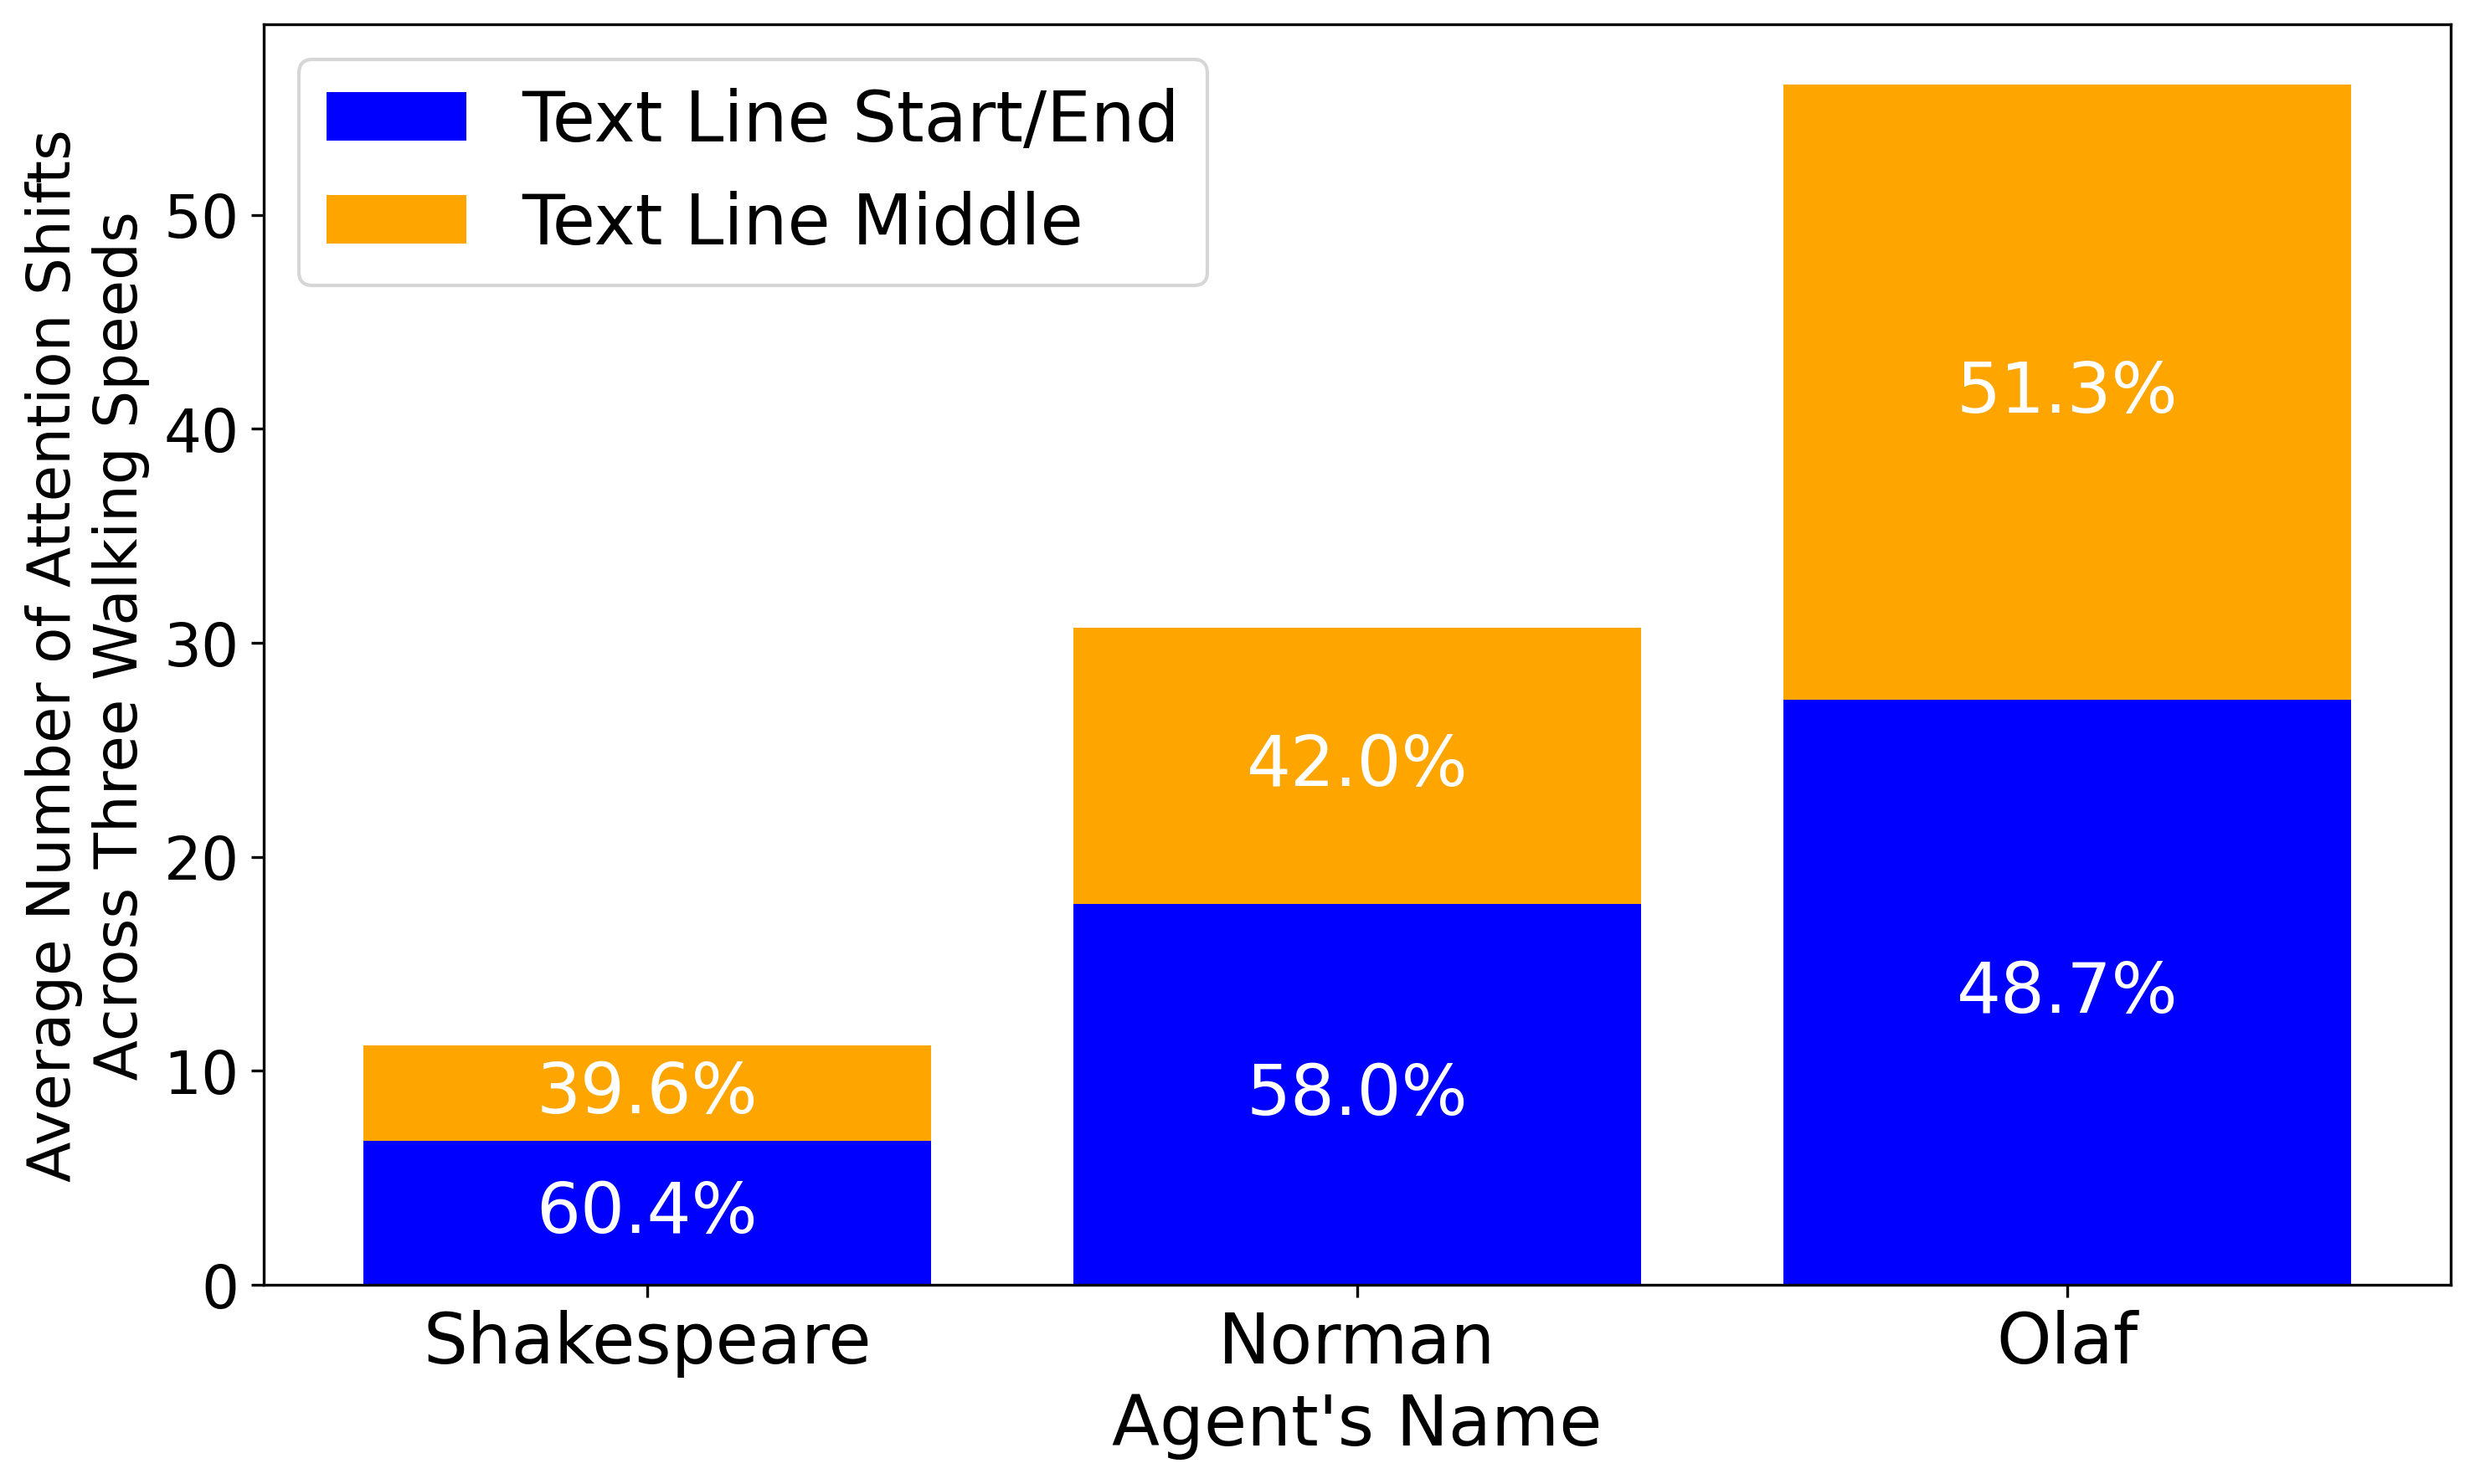 Text Line Start/End
Text Line Middle
Average Number of Attention Shifts
Across Three Walking Speeds
50
40
30
20
10
0
39.6%
60.4%
42.0%
58.0%
51.3%
48.7%
Shakespeare
Norman
Olaf
Agent's Name